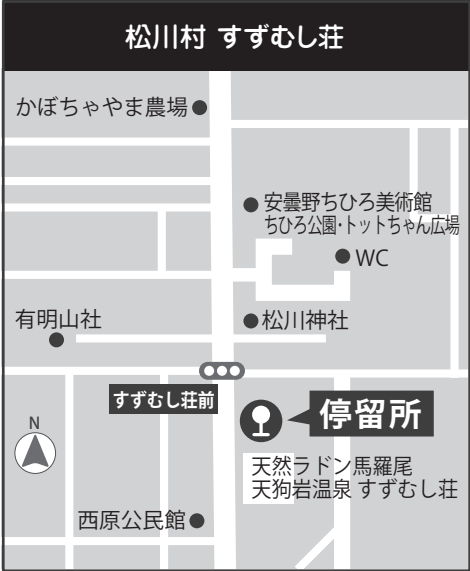 松川村 すずむし荘
かぼちゃやま農場
安曇野ちひろ美術館
ちひろ公園・トットちゃん広場
WC
有明山社
松川神社
すずむし荘前
停留所
N
天然ラドン馬羅尾
天狗岩温泉 すずむし荘
西原公民館